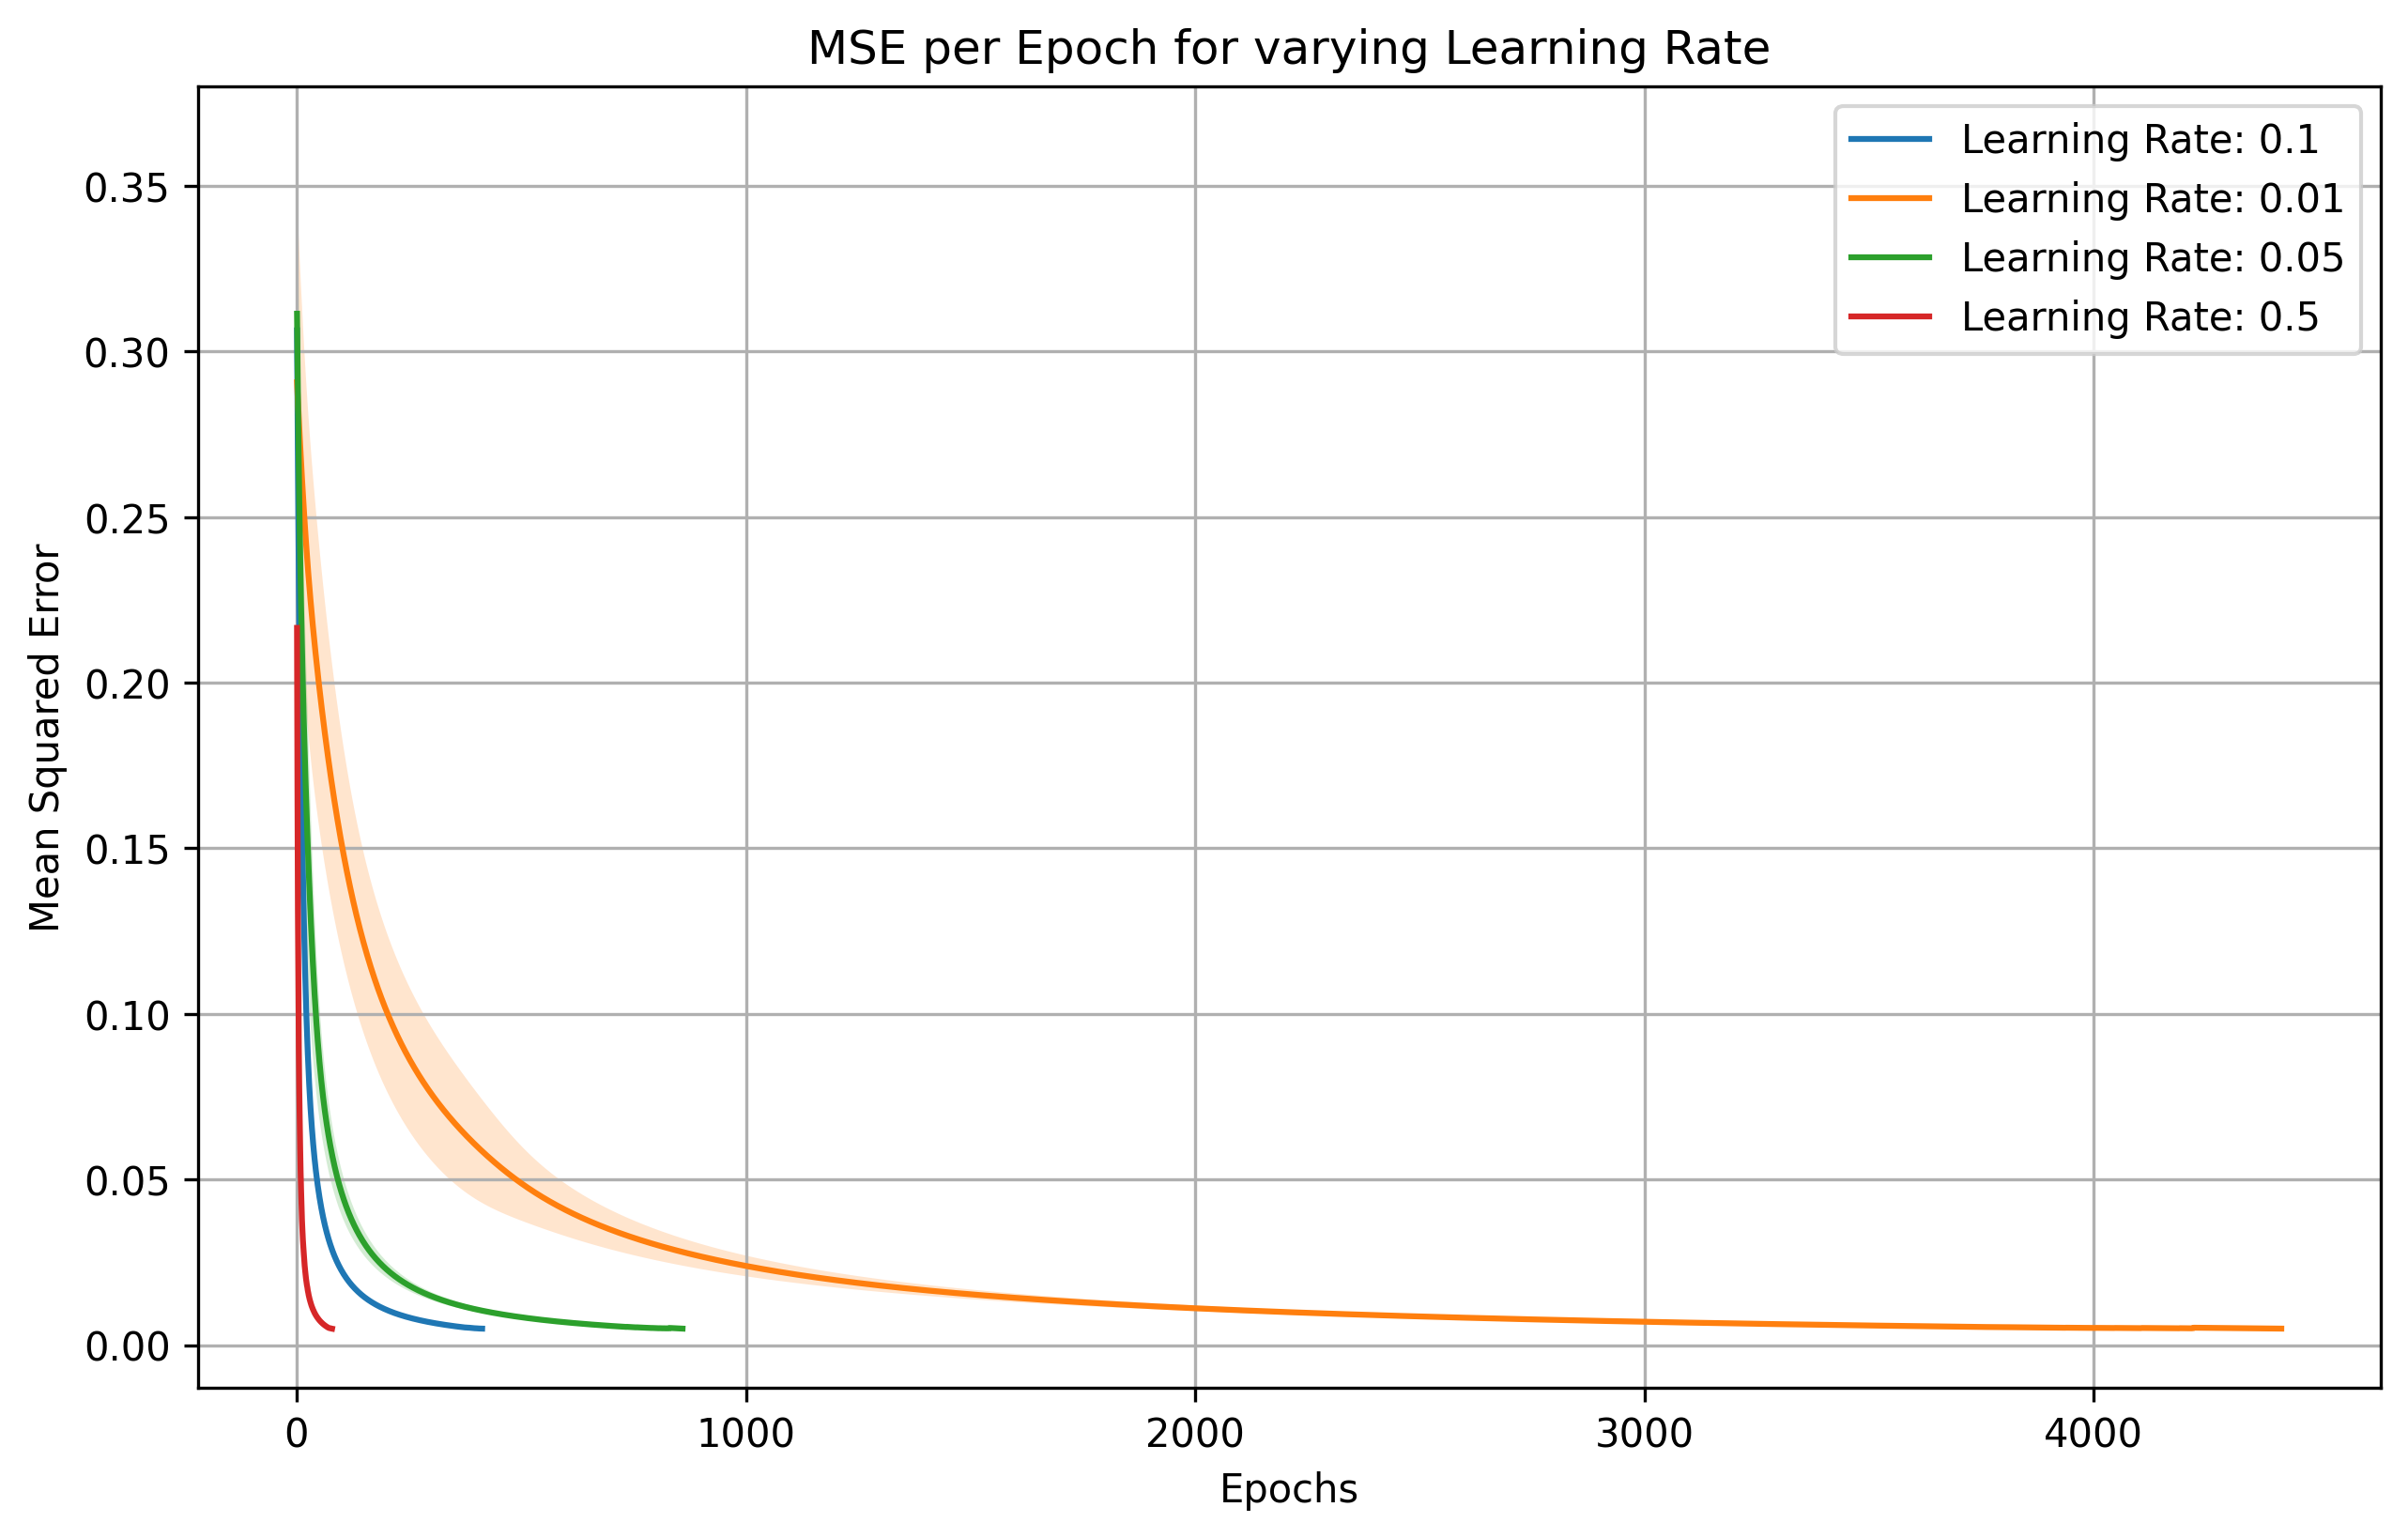 MSE per Epoch for varying Learning Rate
Learning Rate: 0.1
Learning Rate: 0.01
Learning Rate: 0.05
Learning Rate: 0.5
Mean Squared Error
0.35
0.30
0.25
0.20
0.15
0.10
0.05
0.00
0 1000 2000 3000 4000
Epochs